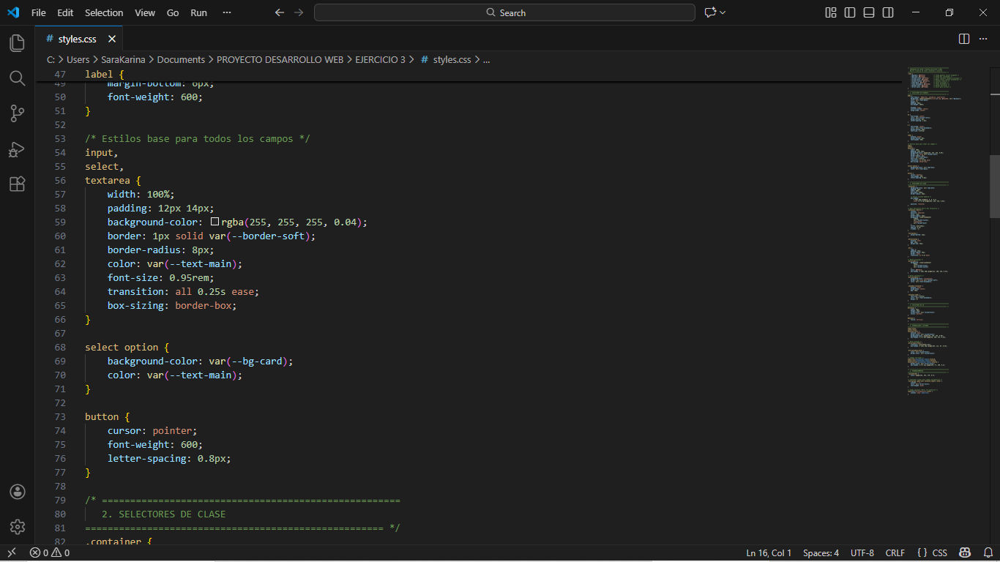 File Edit Selection View Go Run ···
Search
# styles.css ×
C: > Users > SaraKarina > Documents > PROYECTO DESARROLLO WEB > EJERCICIO 3 > # styles.css > ...
47 label {
49 margin-bottom: 6px;
50 font-weight: 600;
51 }
52
53 /* Estilos base para todos los campos */
54 input,
55 select,
56 textarea {
57 width: 100%;
58 padding: 12px 14px;
59 background-color: rgba(255, 255, 255, 0.04);
60 border: 1px solid var(--border-soft);
61 border-radius: 8px;
62 color: var(--text-main);
63 font-size: 0.95rem;
64 transition: all 0.25s ease;
65 box-sizing: border-box;
66 }
67
68 select option {
69 background-color: var(--bg-card);
70 color: var(--text-main);
71 }
72
73 button {
74 cursor: pointer;
75 font-weight: 600;
76 letter-spacing: 0.8px;
77 }
78
79 /* =====================================================
80 2. SELECTORES DE CLASE
81 ===================================================== */
82 .container {
0 0 Ln 16, Col 1 Spaces: 4 UTF-8 CRLF { } CSS